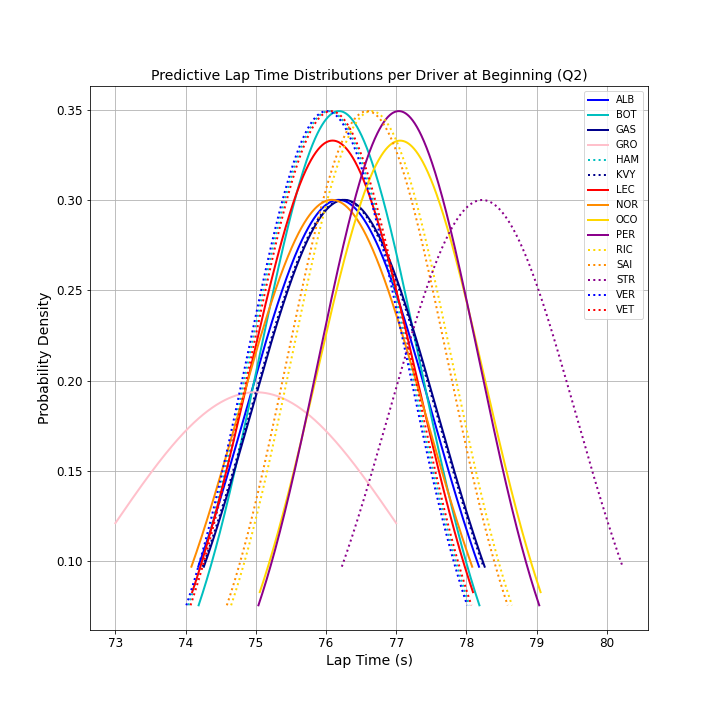 Predictive Lap Time Distributions per Driver at Beginning (Q2)
0.35
0.30
0.25
0.20
0.15
0.10
Probability Density
73 74 75 76 77 78 79 80
Lap Time (s)
ALB
BOT
GAS
GRO
HAM
KVY
LEC
NOR
OCO
PER
RIC
SAI
STR
VER
VET